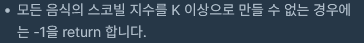 • 모든 음식의 스코빌 지수를 K 이상으로 만들 수 없는 경우에
는 -1을 return 합니다.